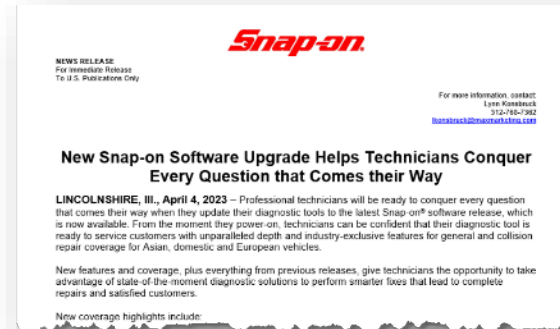 Snap-on.
NEWS RELEASE
For Immediate Release
To U.S. Publications Only
For more information, contact:
Lynn Konsbruck
312-768-7362
lkonsbruck@maxmarketing.com
New Snap-on Software Upgrade Helps Technicians Conquer
Every Question that Comes their Way
LINCOLNSHIRE, Ill., April 4, 2023 – Professional technicians will be ready to conquer every question
that comes their way when they update their diagnostic tools to the latest Snap-on® software release, which
is now available. From the moment they power-on, technicians can be confident that their diagnostic tool is
ready to service customers with unparalleled depth and industry-exclusive features for general and collision
repair coverage for Asian, domestic and European vehicles.
New features and coverage, plus everything from previous releases, give technicians the opportunity to take
advantage of state-of-the-moment diagnostic solutions to perform smarter fixes that lead to complete
repairs and satisfied customers.
New coverage highlights include: